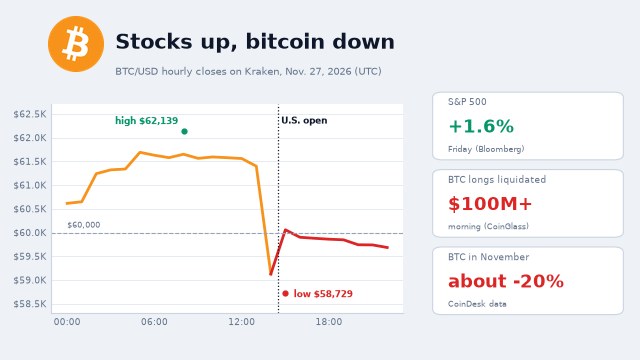 ₿
Stocks up, bitcoin down
BTC/USD hourly closes on Kraken, Nov. 27, 2026 (UTC)
$62.5K
$62.0K
$61.5K
$61.0K
$60.5K
$60.0K
$59.5K
$59.0K
$58.5K
high $62,139
U.S. open
$60,000
low $58,729
00:00
06:00
12:00
18:00
S&P 500
+1.6%
Friday (Bloomberg)
BTC longs liquidated
$100M+
morning (CoinGlass)
BTC in November
about -20%
CoinDesk data